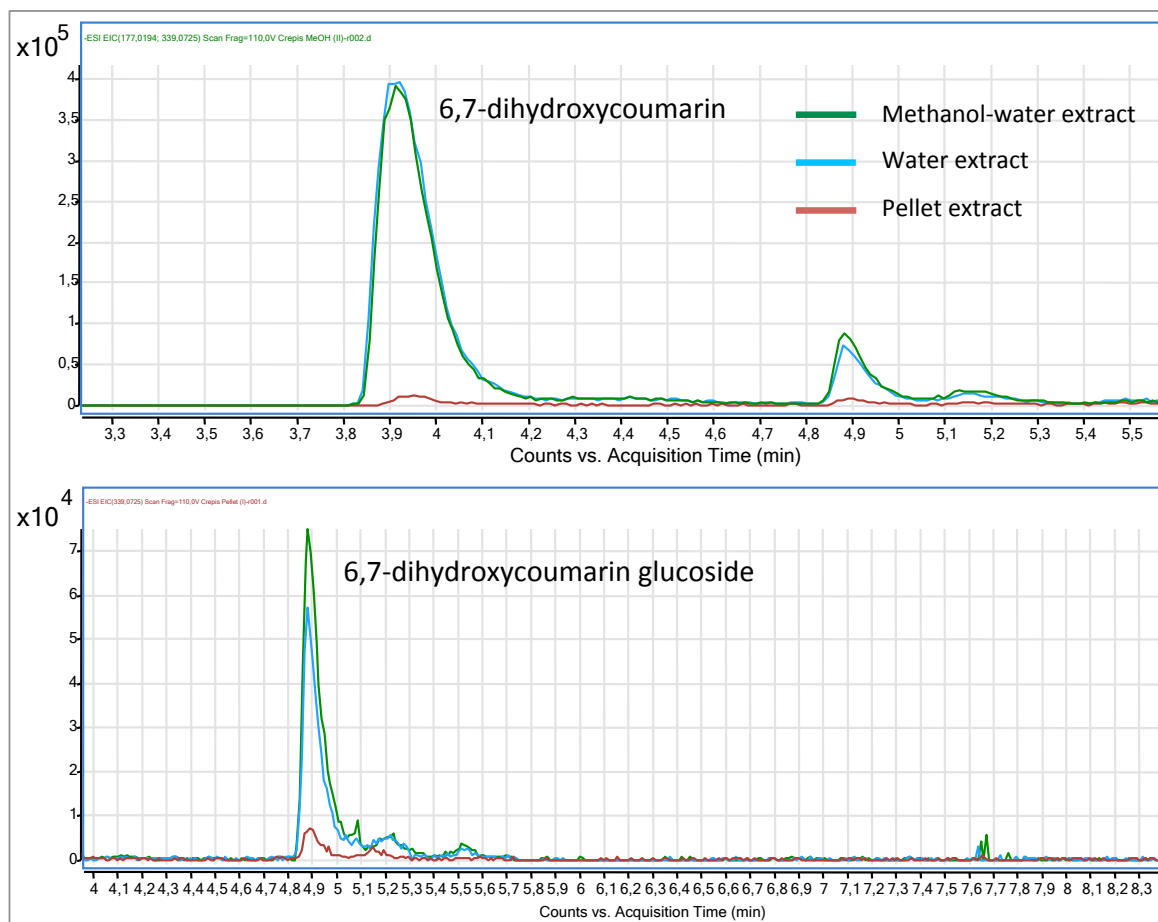 x10⁵
-ESI EIC(177,0194; 339,0725) Scan Frag=110,0V Crepis MeOH (II)-r002.d
4
3,5
3
2,5
2
1,5
1
0,5
0
6,7-dihydroxycoumarin
Methanol-water extract
Water extract
Pellet extract
3,3 3,4 3,5 3,6 3,7 3,8 3,9 4 4,1 4,2 4,3 4,4 4,5 4,6 4,7 4,8 4,9 5 5,1 5,2 5,3 5,4 5,5
Counts vs. Acquisition Time (min)
x10⁴
-ESI EIC(339,0725) Scan Frag=110,0V Crepis Pellet (I)-r001.d
7
6
5
4
3
2
1
0
6,7-dihydroxycoumarin glucoside
4 4,1 4,2 4,3 4,4 4,5 4,6 4,7 4,8 4,9 5 5,1 5,2 5,3 5,4 5,5 5,6 5,7 5,8 5,9 6 6,1 6,2 6,3 6,4 6,5 6,6 6,7 6,8 6,9 7 7,1 7,2 7,3 7,4 7,5 7,6 7,7 7,8 7,9 8 8,1 8,2 8,3
Counts vs. Acquisition Time (min)